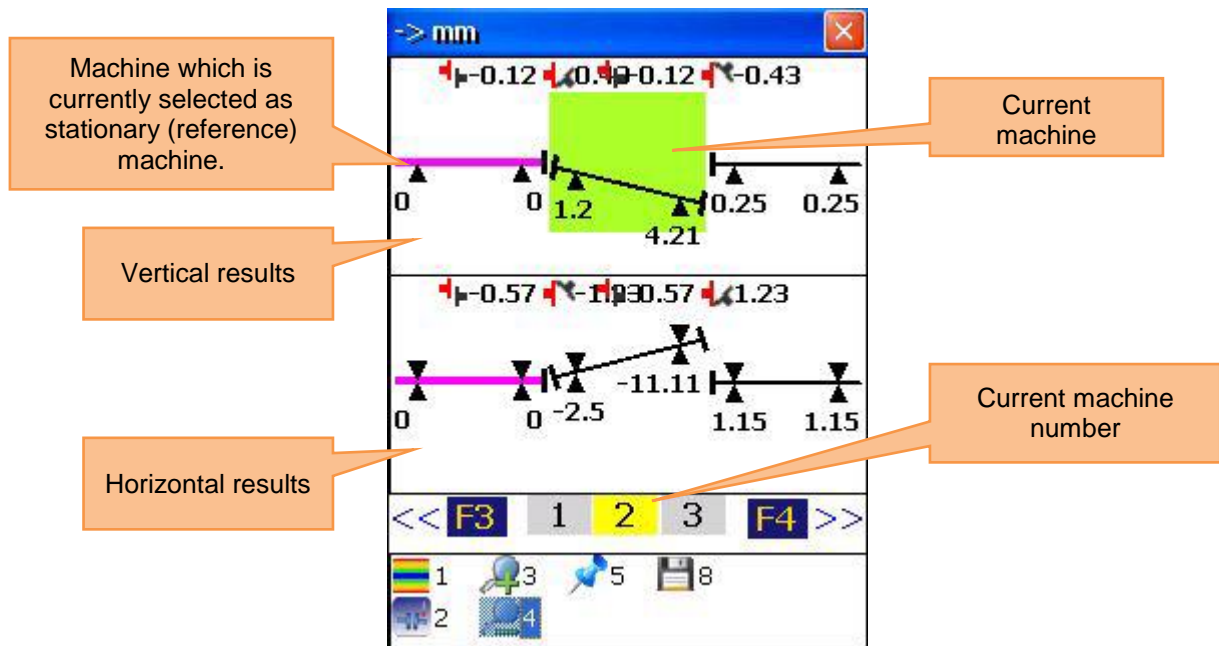 -> mm
Machine which is
currently selected as
stationary (reference)
machine.
-0.12 -0.12 -0.43
Current
machine
0 0 1.2 4.21 0.25 0.25
Vertical results
-0.57 0.57 1.23
0 0 -2.5 -11.11 1.15 1.15
Current machine
number
Horizontal results
<< F3 1 2 3 F4 >>
1 3 5 8
2 4